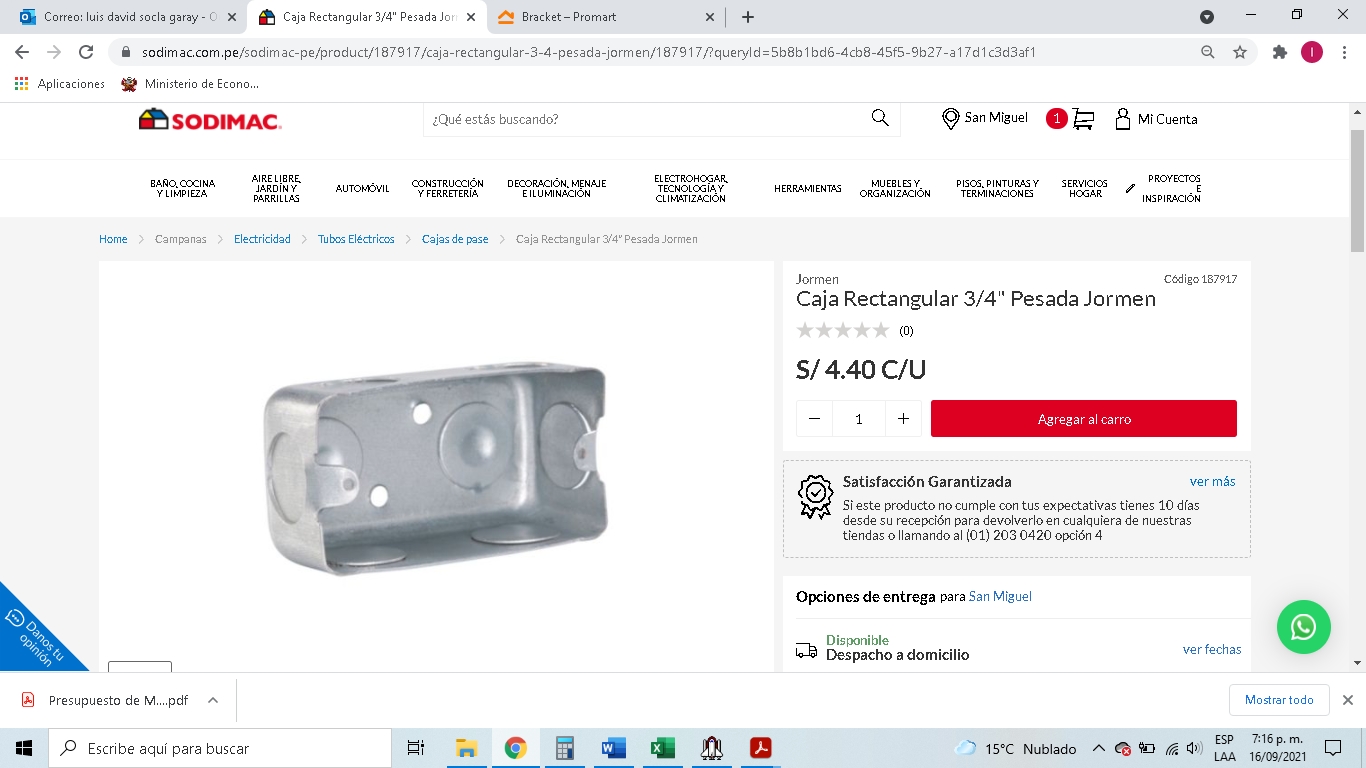 Correo: luis david socla garay - O
Caja Rectangular 3/4" Pesada Jorm
Bracket – Promart
sodimac.com.pe/sodimac-pe/product/187917/caja-rectangular-3-4-pesada-jormen/187917/?queryId=5b8b1bd6-4cb8-45f5-9b27-a17d1c3d3af1
I
Aplicaciones
Ministerio de Econo...
SODIMAC
¿Qué estás buscando?
San Miguel
1
Mi Cuenta
BAÑO, COCINA
Y LIMPIEZA
AIRE LIBRE,
JARDÍN Y
PARRILLAS
AUTOMÓVIL
CONSTRUCCIÓN
Y FERRETERÍA
DECORACIÓN, MENAJE
E ILUMINACIÓN
ELECTROHOGAR,
TECNOLOGÍA Y
CLIMATIZACIÓN
HERRAMIENTAS
MUEBLES Y
ORGANIZACIÓN
PISOS, PINTURAS Y
TERMINACIONES
SERVICIOS
HOGAR
PROYECTOS
E
INSPIRACIÓN
Home > Campanas > Electricidad > Tubos Eléctricos > Cajas de pase > Caja Rectangular 3/4" Pesada Jormen
Jormen
Código 187917
Caja Rectangular 3/4" Pesada Jormen
(0)
S/ 4.40 C/U
− 1 +
Agregar al carro
Satisfacción Garantizada
ver más
Si este producto no cumple con tus expectativas tienes 10 días
desde su recepción para devolverlo en cualquiera de nuestras
tiendas o llamando al (01) 203 0420 opción 4
Opciones de entrega para San Miguel
Disponible
Despacho a domicilio
ver fechas
Danos tu
opinión
Presupuesto de M....pdf
Mostrar todo
Escribe aquí para buscar
15°C Nublado
ESP
LAA
7:16 p. m.
16/09/2021